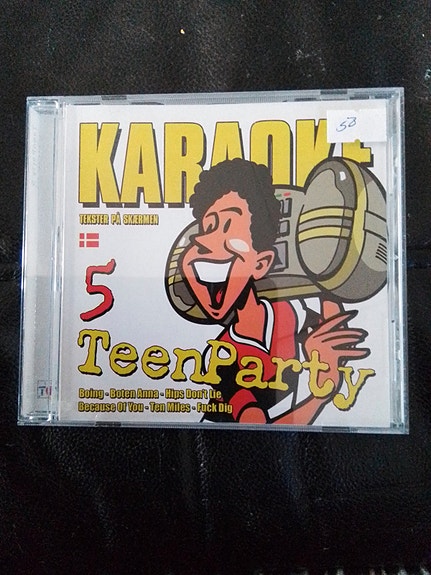 KARAOKE
50
TEKSTER PÅ SKÆRMEN
5
TeenParty
Boing - Boten Anna - Hips Don't Lie
Because Of You - Ten Miles - Fuck Dig